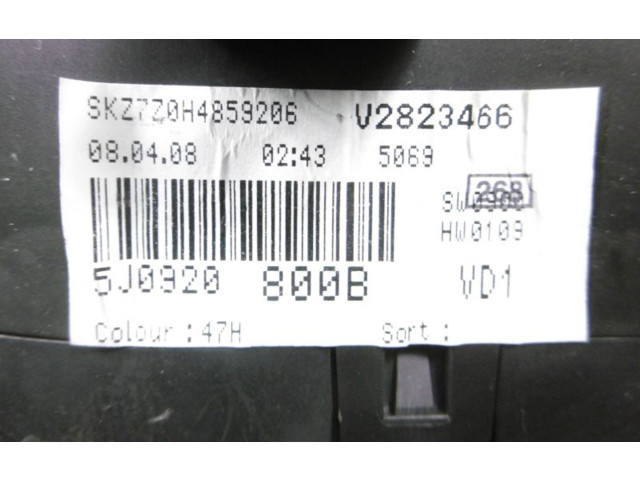 SKZ7Z0H4859206 V2823466
08.04.08 02:43 5069
268
HW0109
5J0920 800B VD1
Colour : 47H Sort :